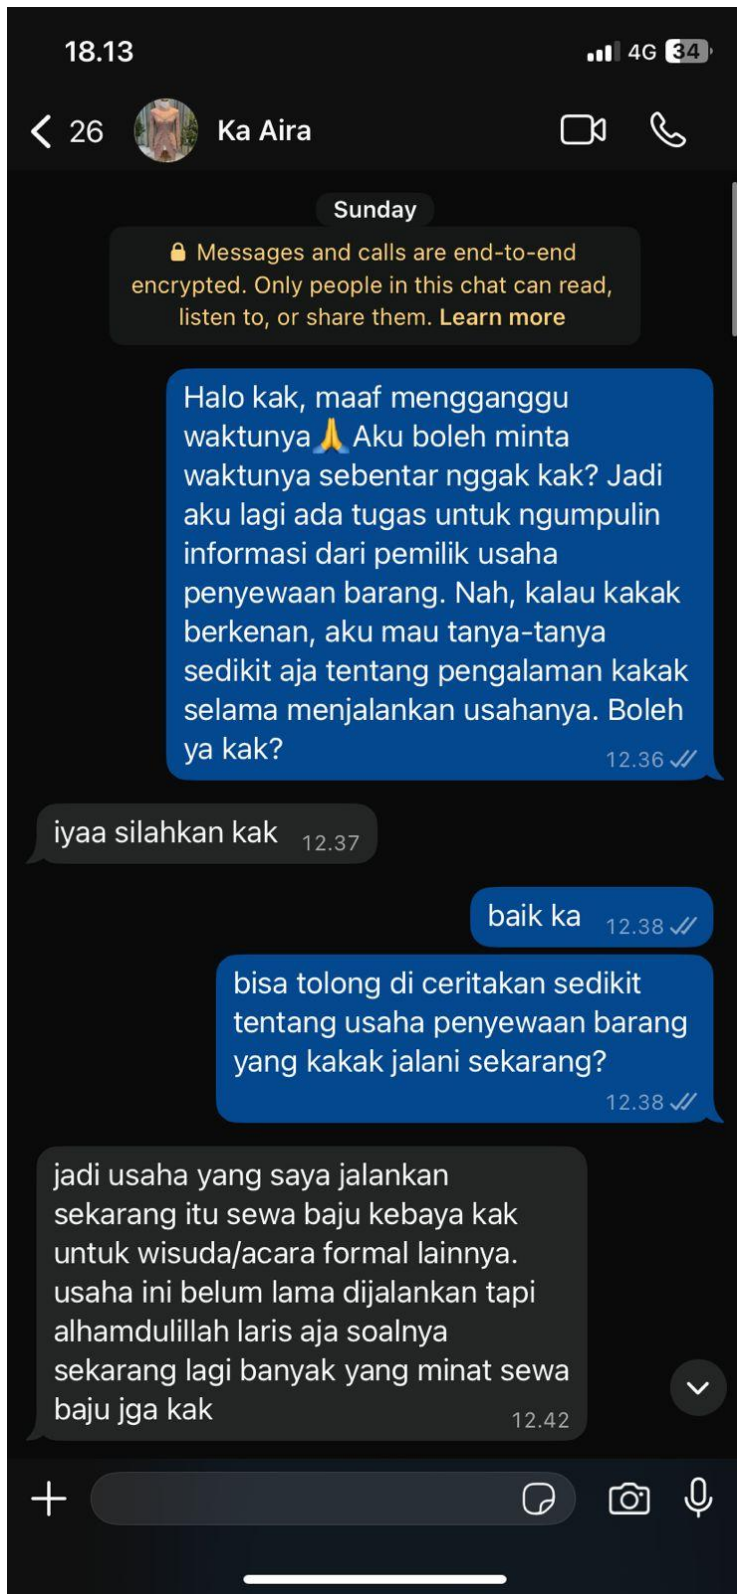 18.13
4G 34
26 Ka Aira
Sunday
Messages and calls are end-to-end
encrypted. Only people in this chat can read,
listen to, or share them. Learn more
Halo kak, maaf mengganggu
waktunya🙏Aku boleh minta
waktunya sebentar nggak kak? Jadi
aku lagi ada tugas untuk ngumpulin
informasi dari pemilik usaha
penyewaan barang. Nah, kalau kakak
berkenan, aku mau tanya-tanya
sedikit aja tentang pengalaman kakak
selama menjalankan usahanya. Boleh
ya kak?
12.36
iyaa silahkan kak 12.37
baik ka 12.38
bisa tolong di ceritakan sedikit
tentang usaha penyewaan barang
yang kakak jalani sekarang?
12.38
jadi usaha yang saya jalankan
sekarang itu sewa baju kebaya kak
untuk wisuda/acara formal lainnya.
usaha ini belum lama dijalankan tapi
alhamdulillah laris aja soalnya
sekarang lagi banyak yang minat sewa
baju jga kak
12.42